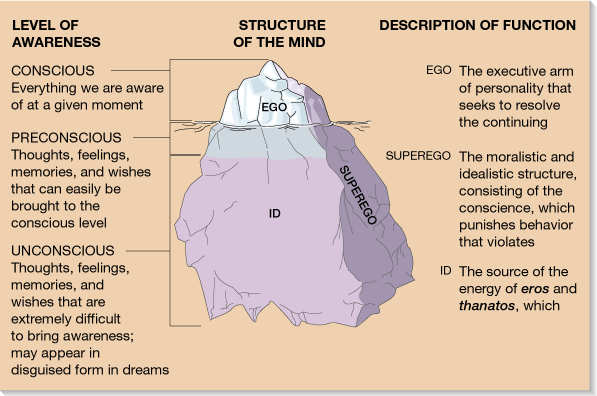 LEVEL OF
AWARENESS
CONSCIOUS
Everything we are aware
of at a given moment
PRECONSCIOUS
Thoughts, feelings,
memories, and wishes
that can easily be
brought to the
conscious level
UNCONSCIOUS
Thoughts, feelings,
memories, and
wishes that are
extremely difficult
to bring awareness;
may appear in
disguised form in dreams
STRUCTURE
OF THE MIND
EGO
SUPEREGO
ID
DESCRIPTION OF FUNCTION
EGO The executive arm
of personality that
seeks to resolve
the continuing
SUPEREGO The moralistic and
idealistic structure,
consisting of the
conscience, which
punishes behavior
that violates
ID The source of the
energy of eros and
thanatos, which